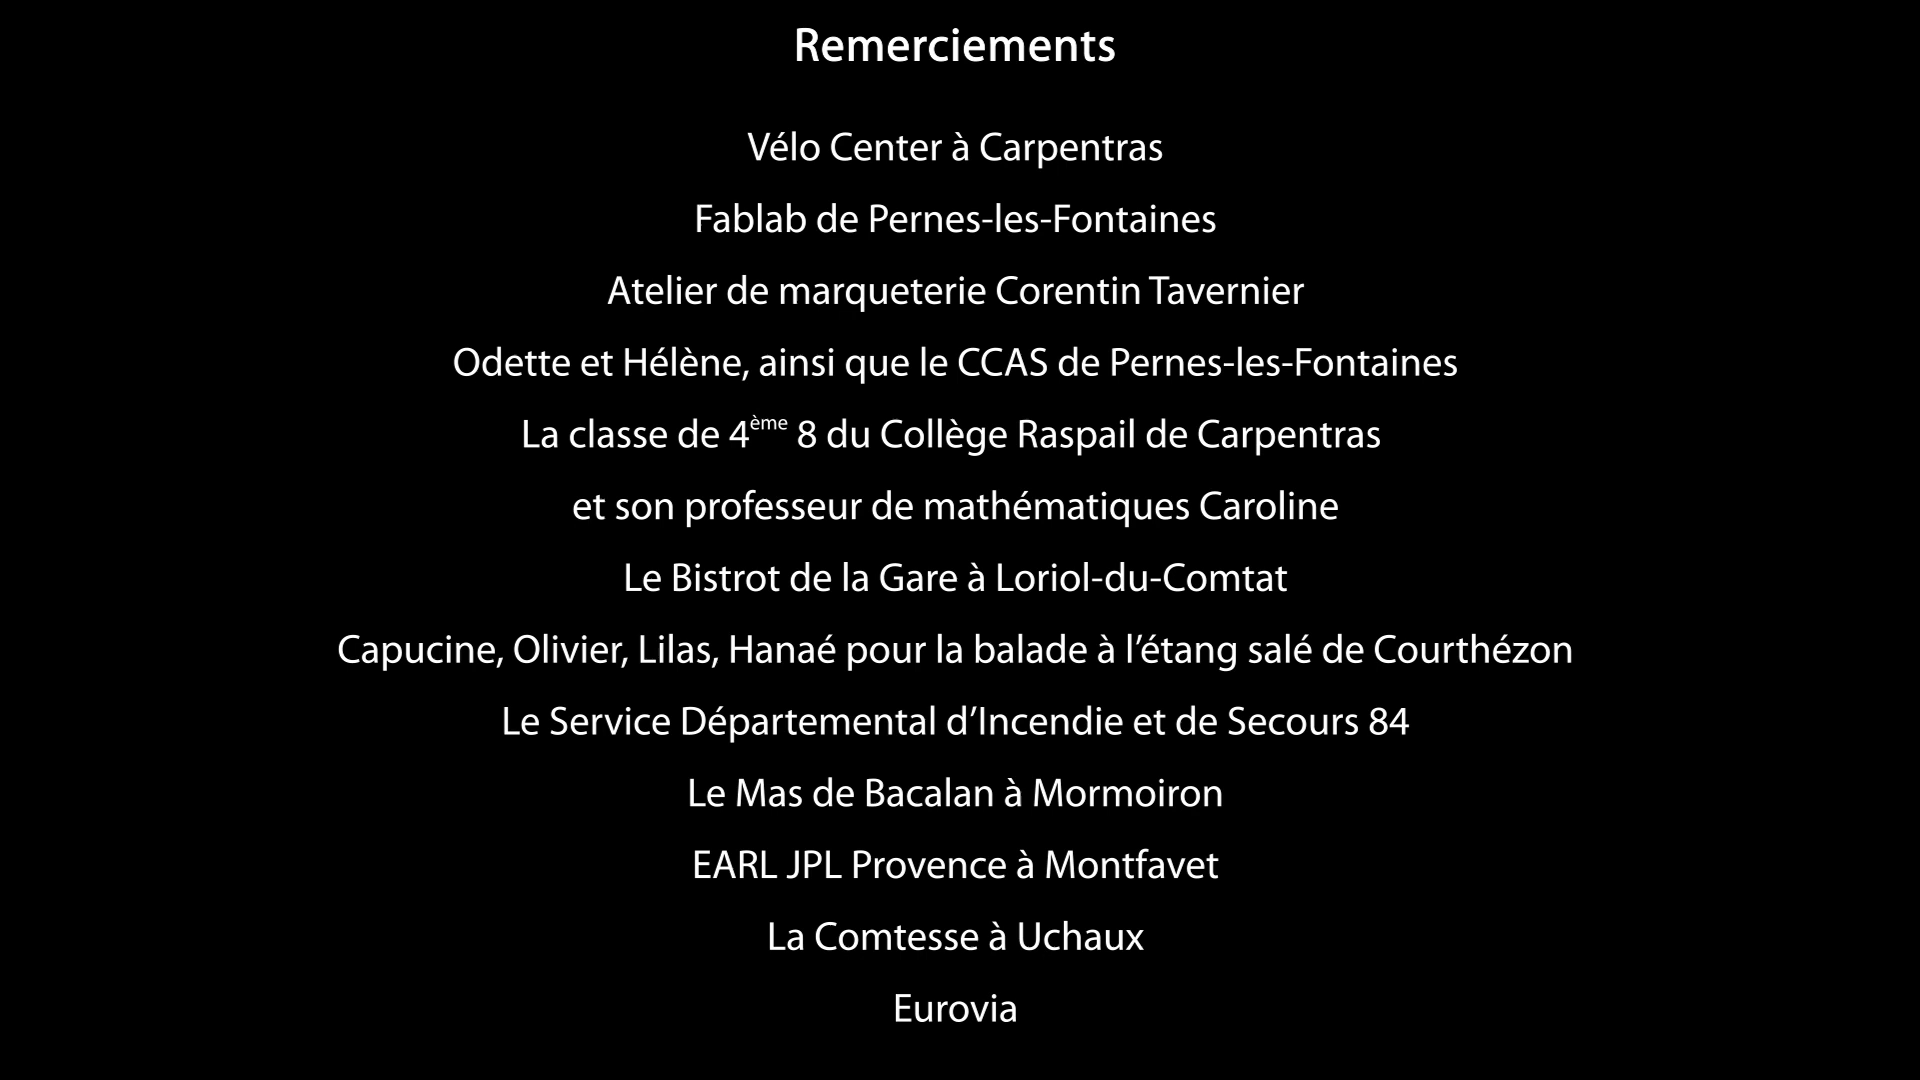 Remerciements
Vélo Center à Carpentras
Fablab de Pernes-les-Fontaines
Atelier de marqueterie Corentin Tavernier
Odette et Hélène, ainsi que le CCAS de Pernes-les-Fontaines
La classe de 4ème 8 du Collège Raspail de Carpentras
et son professeur de mathématiques Caroline
Le Bistrot de la Gare à Loriol-du-Comtat
Capucine, Olivier, Lilas, Hanaé pour la balade à l’étang salé de Courthézon
Le Service Départemental d’Incendie et de Secours 84
Le Mas de Bacalan à Mormoiron
EARL JPL Provence à Montfavet
La Comtesse à Uchaux
Eurovia